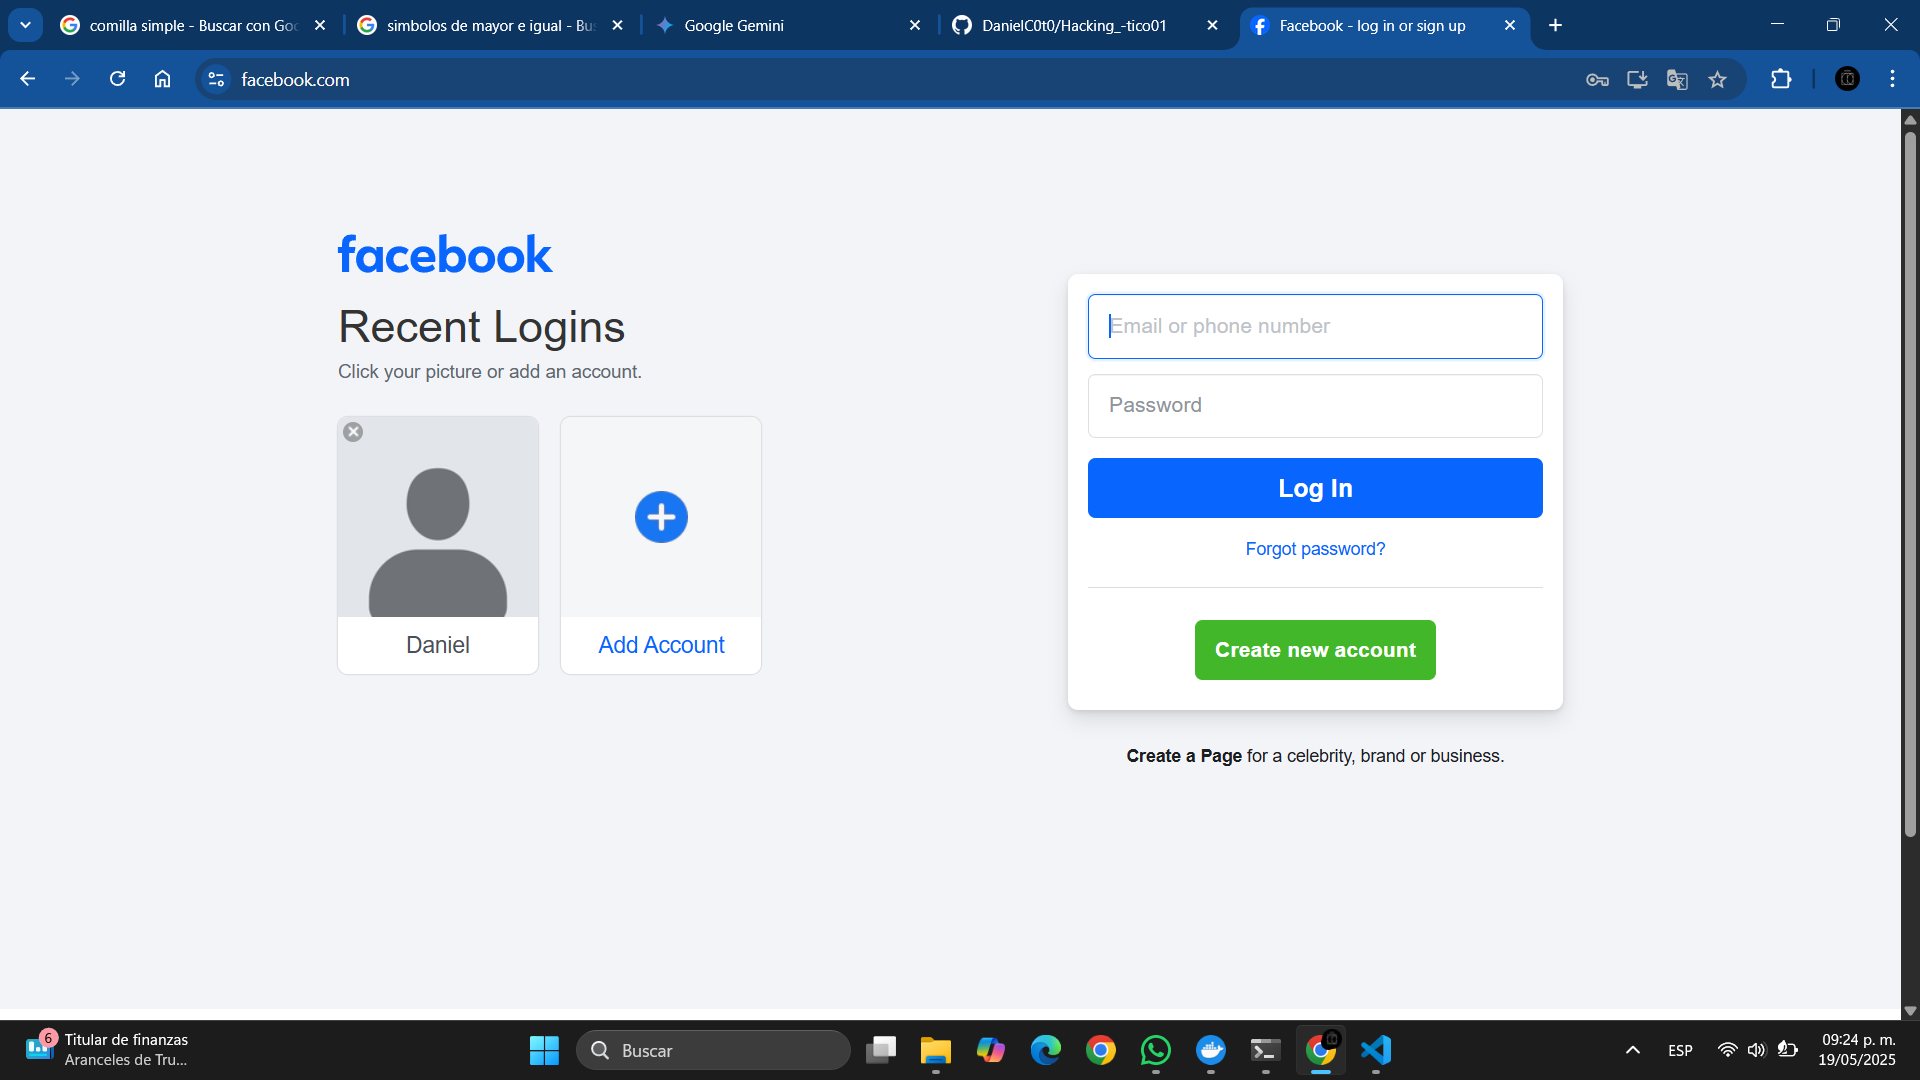 comilla simple - Buscar con Goo
simbolos de mayor e igual - Bus
Google Gemini
DanielC0t0/Hacking_-tico01
Facebook - log in or sign up
facebook.com
facebook
Recent Logins
Click your picture or add an account.
Daniel
Add Account
Email or phone number
Password
Log In
Forgot password?
Create new account
Create a Page for a celebrity, brand or business.
6
Titular de finanzas
Aranceles de Tru...
Buscar
ESP
09:24 p. m.
19/05/2025